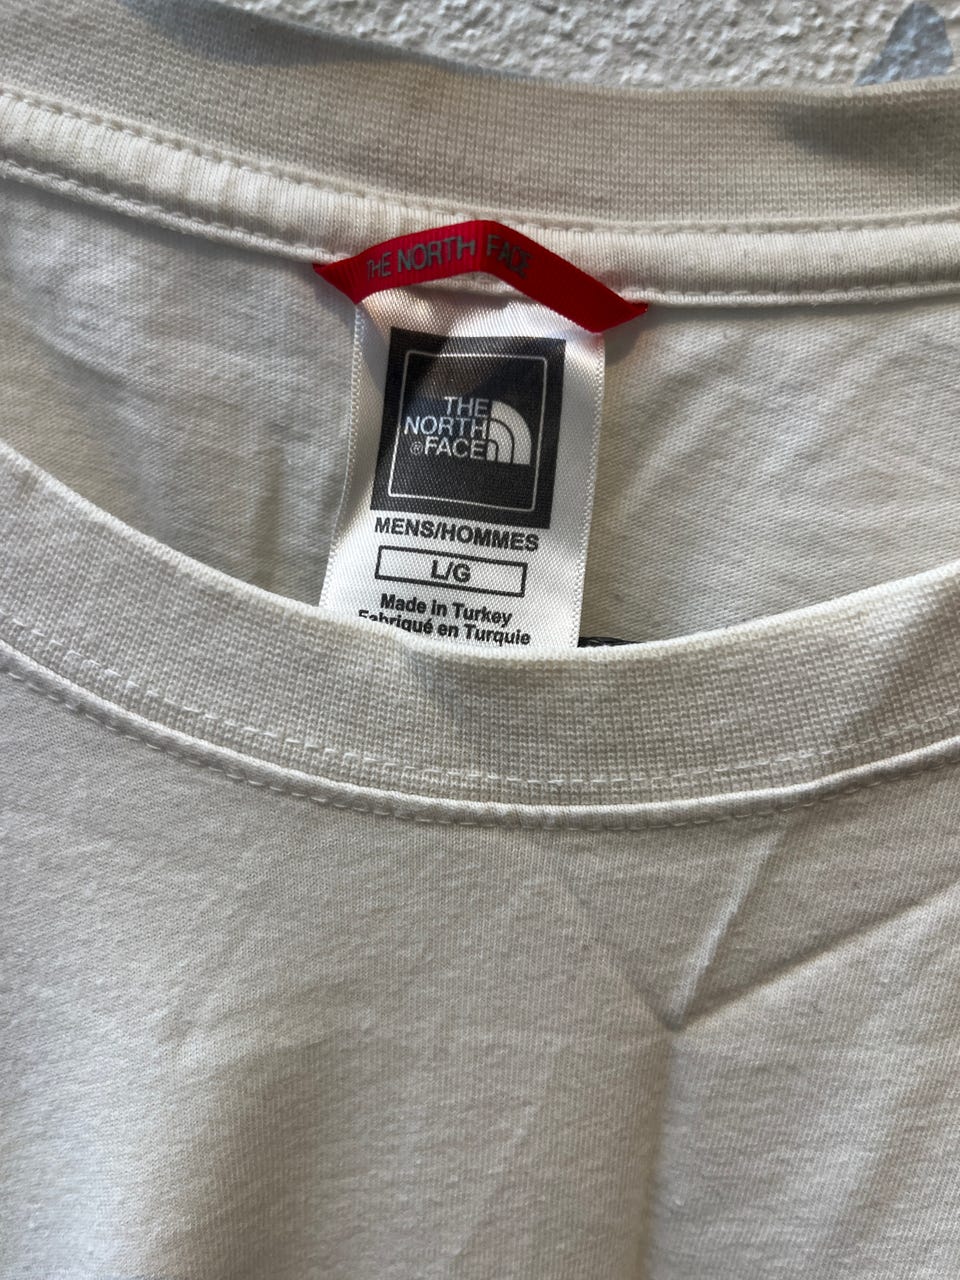 THE NORTH FACE
THE
NORTH
®FACE
MENS/HOMMES
L/G
Made in Turkey
Fabriqué en Turquie